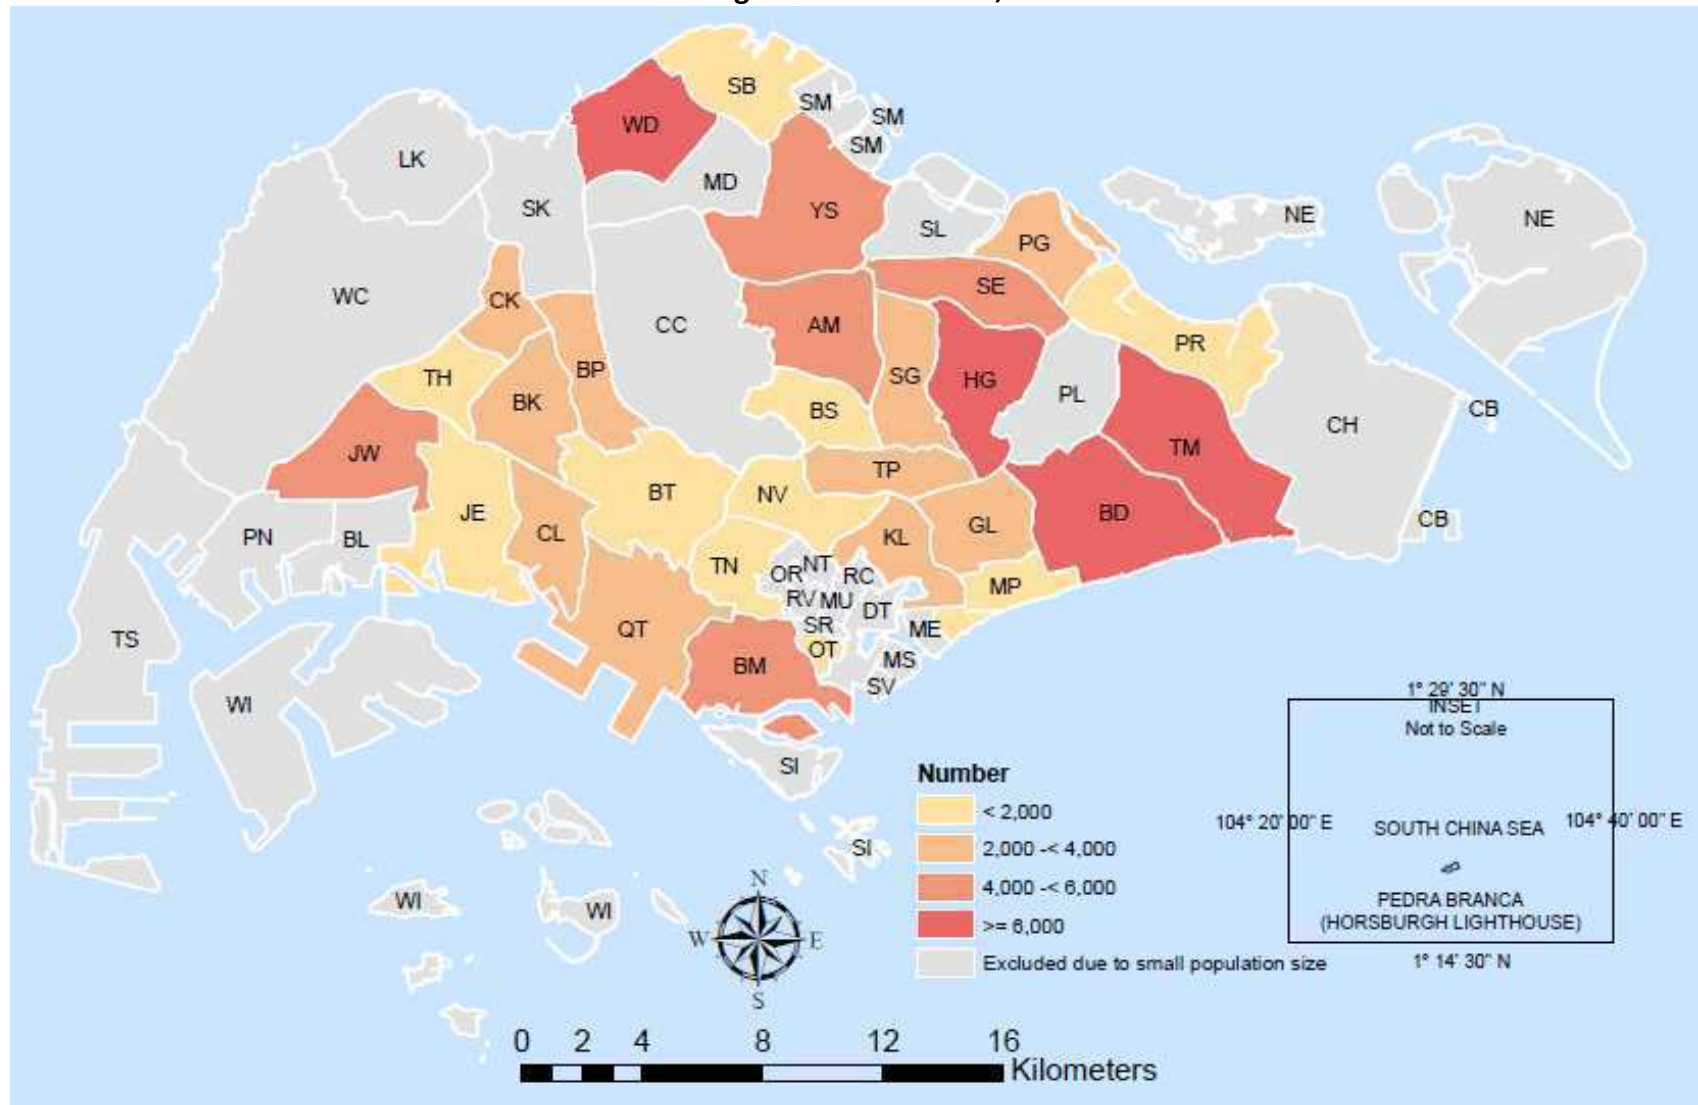 SB
SM
SM
SM
WD
LK
MD
SK
YS
SL
PG
NE
NE
WC
CK
CC
SE
AM
PR
TH
BP
BK
SG
HG
PL
BS
CB
CH
JW
TM
TP
BT
NV
JE
CL
BD
GL
CB
PN
BL
KL
TN
OR
NT
RC
MP
RV
MU
DT
SR
ME
QT
OT
TS
BM
MS
SV
WI
SI
SI
WI
WI
N
W
E
S
Number
< 2,000
2,000 -< 4,000
4,000 -< 6,000
>= 6,000
Excluded due to small population size
1° 29' 30" N
INSET
Not to Scale
104° 20' 00" E
SOUTH CHINA SEA
104° 40' 00" E
PEDRA BRANCA
(HORSBURGH LIGHTHOUSE)
1° 14' 30" N
0 2 4 8 12 16
Kilometers